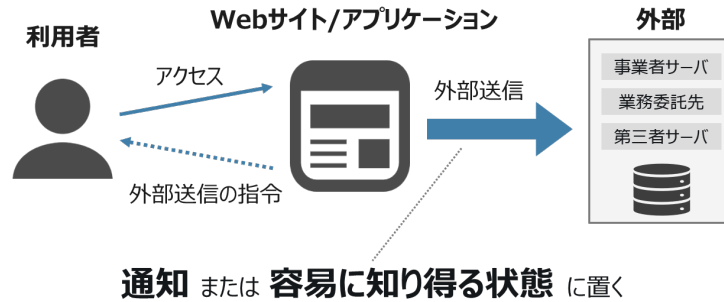 Webサイト/アプリケーション
利用者
外部
アクセス
外部送信
事業者サーバ
業務委託先
第三者サーバ
外部送信の指令
通知 または 容易に知り得る状態 に置く